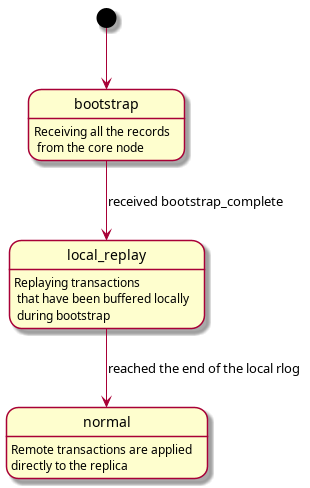 bootstrap
Receiving all the records
from the core node
received bootstrap_complete
local_replay
Replaying transactions
that have been buffered locally
during bootstrap
reached the end of the local rlog
normal
Remote transactions are applied
directly to the replica